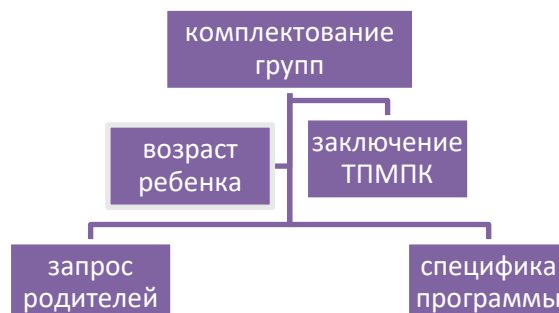 комплектование
групп
возраст
ребенка
заключение
ТПМПК
запрос
родителей
специфика
программы